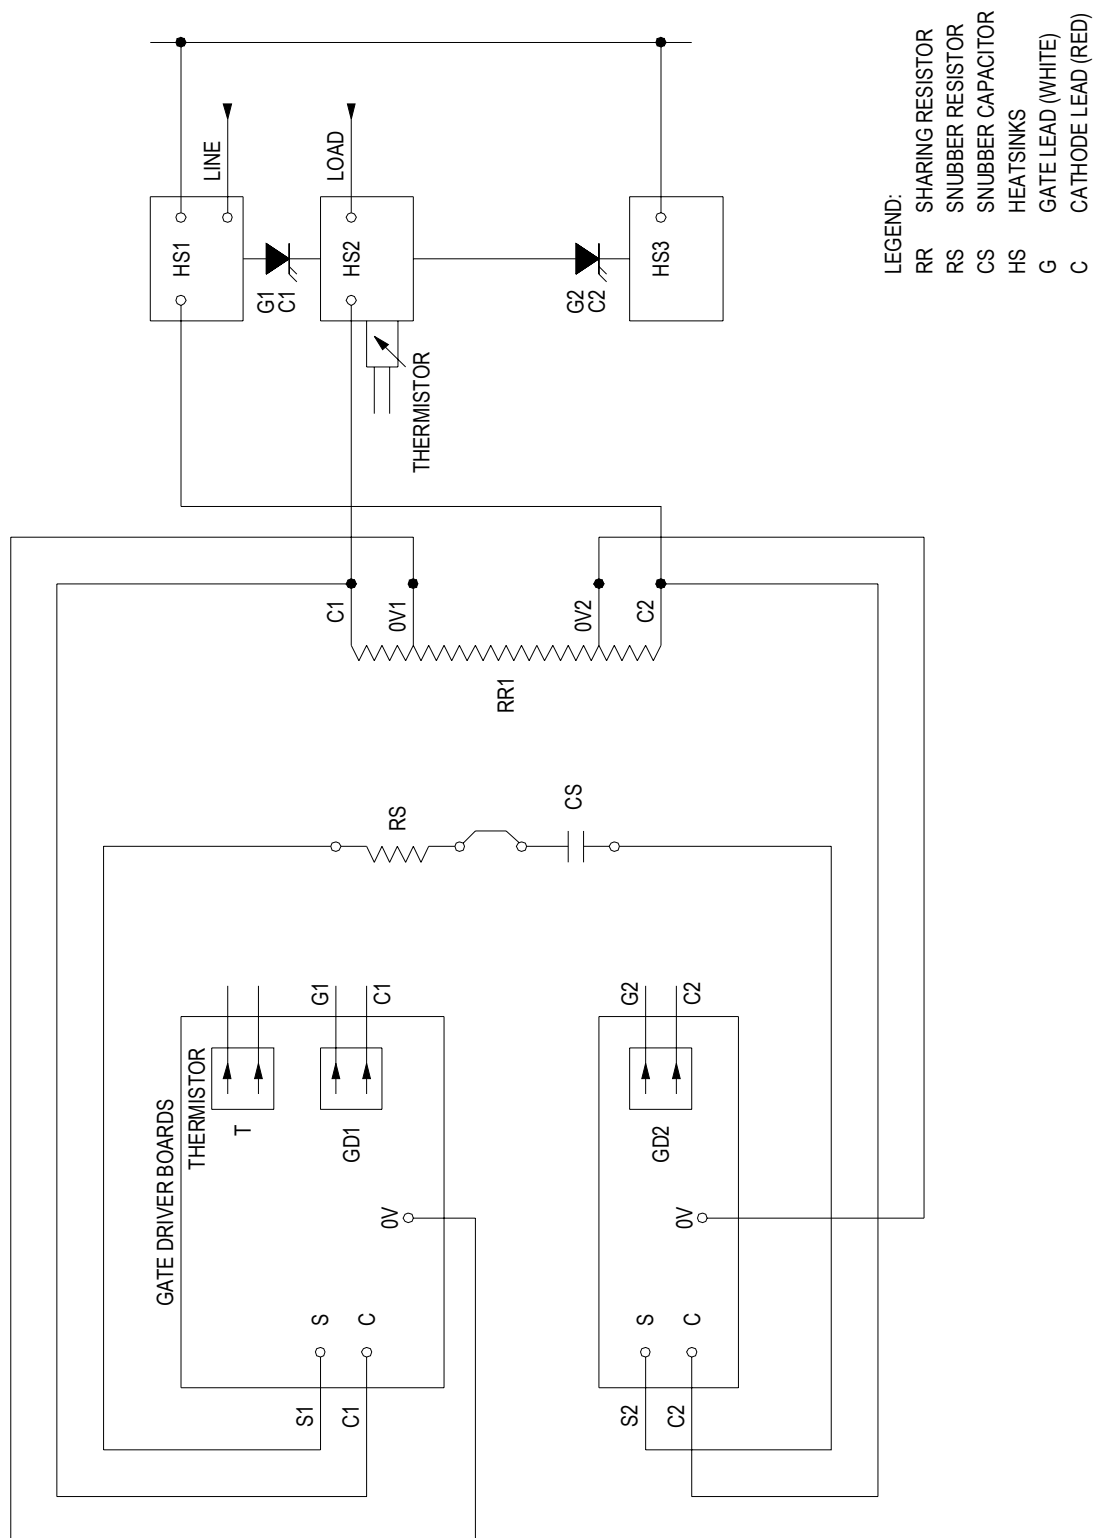 LINE
LOAD
HS1
HS2
HS3
G1
C1
G2
C2
THERMISTOR
C1
0V1
0V2
C2
RR1
RS
CS
GATE DRIVER BOARDS
THERMISTOR
T
G1
C1
GD1
0V
S
C
S1
C1
G2
C2
GD2
0V
S
C
S2
C2
LEGEND:
RR SHARING RESISTOR
RS SNUBBER RESISTOR
CS SNUBBER CAPACITOR
HS HEATSINKS
G GATE LEAD (WHITE)
C CATHODE LEAD (RED)